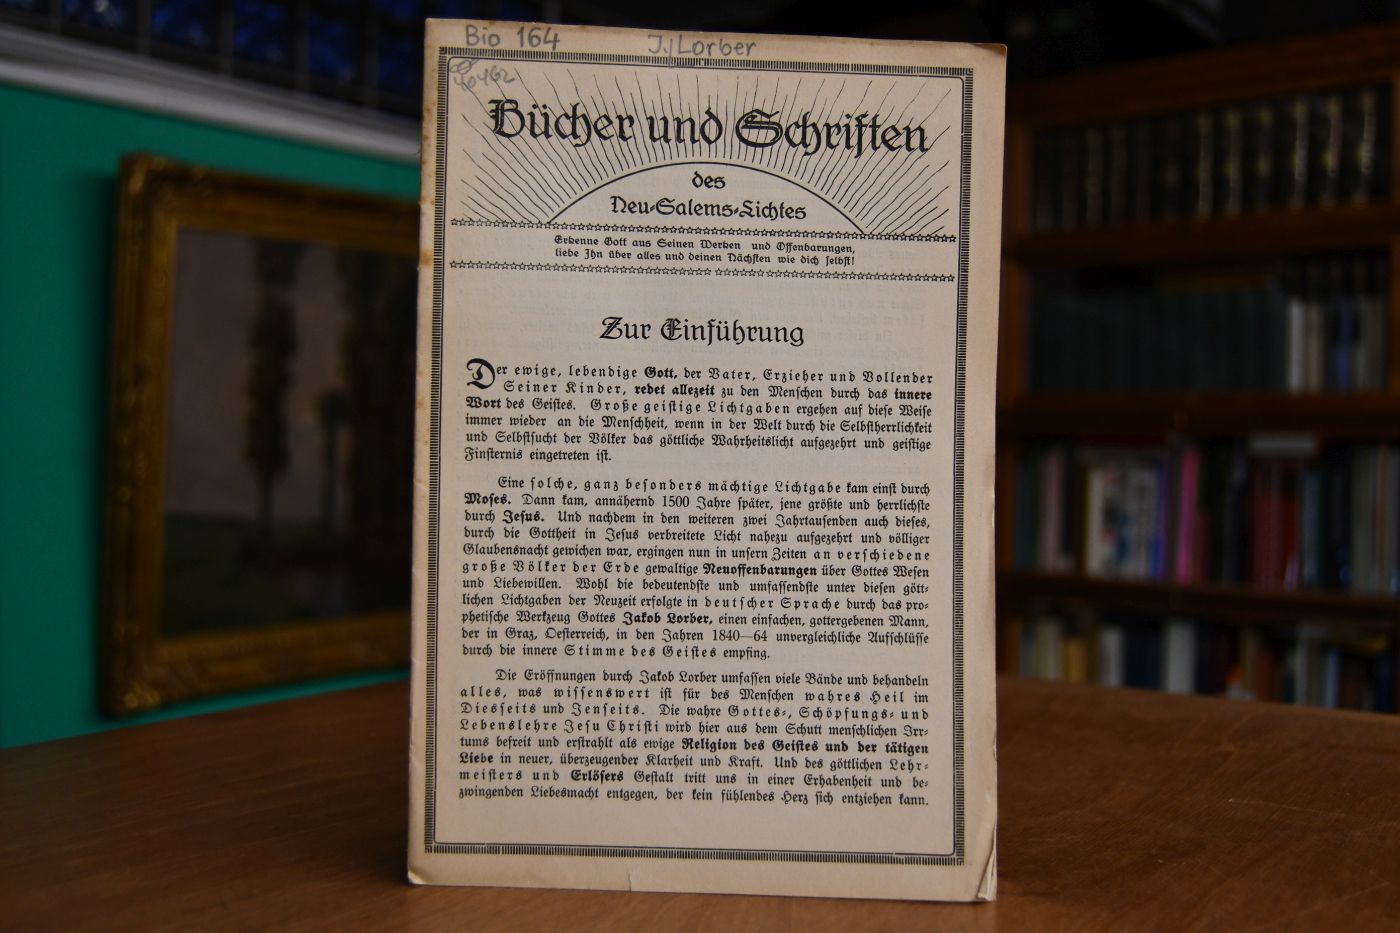 Bio 164
J. Lorber
Bücher und Schriften
des
Neu-Salems-Lichtes
Erkenne Gott aus Seinen Werken und Offenbarungen,
liebe Ihn über alles und deinen Nächsten wie dich selbst!
Zur Einführung
Der ewige, lebendige Gott, der Vater, Erzieher und Vollender
Seiner Kinder, redet allezeit zu den Menschen durch das innere
Wort des Geistes. Große geistige Lichtgaben ergehen auf diese Weise
immer wieder an die Menschheit, wenn in der Welt durch die Selbstherrlichkeit
und Selbstsucht der Völker das göttliche Wahrheitslicht aufgezehrt und geistige
Finsternis eingetreten ist.
Eine solche, ganz besonders mächtige Lichtgabe kam einst durch
Moses. Dann kam, annähernd 1500 Jahre später, jene größte und herrlichste
durch Jesus. Und nachdem in den weiteren zwei Jahrtausenden auch dieses,
durch die Gottheit in Jesus verbreitete Licht nahezu aufgezehrt und völliger
Glaubensnacht gewichen war, ergingen nun in unsern Zeiten an verschiedene
große Völker der Erde gewaltige Neuoffenbarungen über Gottes Wesen
und Liebewillen. Wohl die bedeutendste und umfassendste unter diesen gött-
lichen Lichtgaben der Neuzeit erfolgte in deutscher Sprache durch das pro-
phetische Werkzeug Gottes Jakob Lorber, einen einfachen, gottergebenen Mann,
der in Graz, Oesterreich, in den Jahren 1840—64 unvergleichliche Aufschlüsse
durch die innere Stimme des Geistes empfing.
Die Eröffnungen durch Jakob Lorber umfassen viele Bände und behandeln
alles, was wissenswert ist für des Menschen wahres Heil im
Diesseits und Jenseits. Die wahre Gottes-, Schöpfungs- und
Lebenslehre Jesu Christi wird hier aus dem Schutt menschlichen Irr-
tums befreit und erstrahlt als ewige Religion des Geistes und der tätigen
Liebe in neuer, überzeugender Klarheit und Kraft. Und des göttlichen Lehr-
meisters und Erlösers Gestalt tritt uns in einer Erhabenheit und be-
zwingenden Liebesmacht entgegen, der kein fühlendes Herz sich entziehen kann.